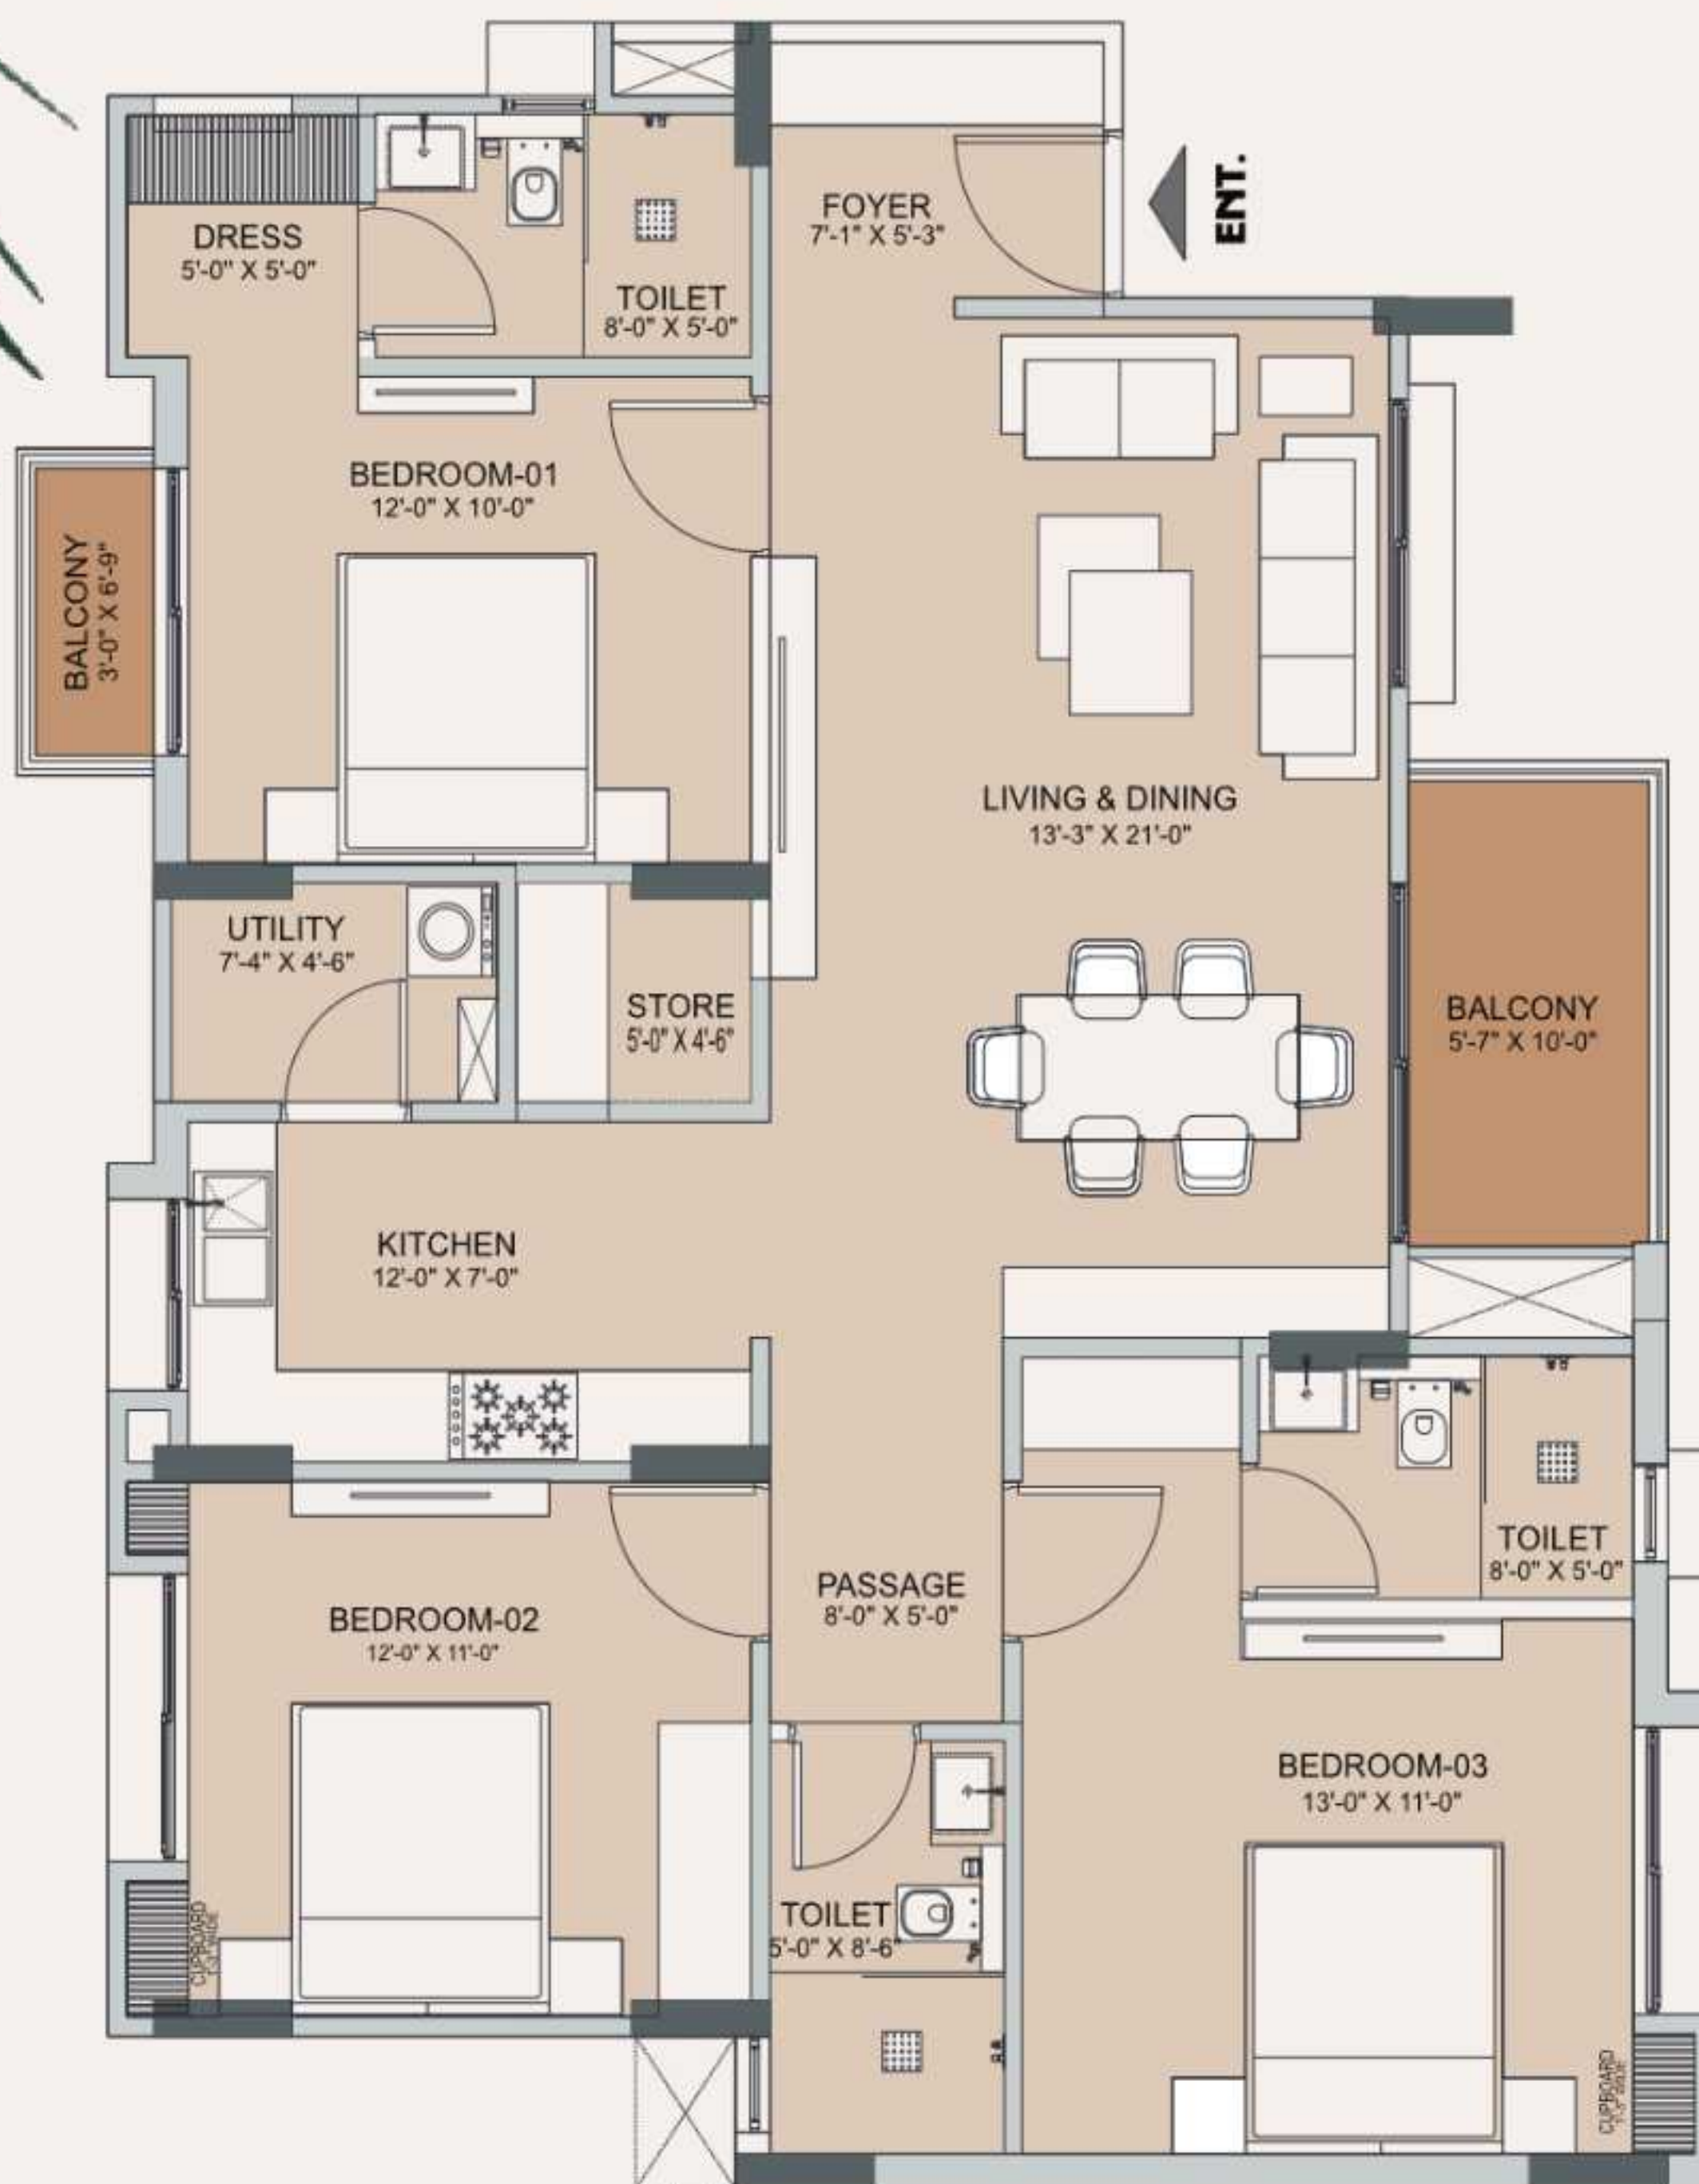 ENT.
FOYER
7'-1" X 5'-3"
DRESS
5'-0" X 5'-0"
TOILET
8'-0" X 5'-0"
BEDROOM-01
12'-0" X 10'-0"
BALCONY
3'-0" X 6'-9"
LIVING & DINING
13'-3" X 21'-0"
UTILITY
7'-4" X 4'-6"
STORE
5'-0" X 4'-6"
BALCONY
5'-7" X 10'-0"
KITCHEN
12'-0" X 7'-0"
TOILET
8'-0" X 5'-0"
PASSAGE
8'-0" X 5'-0"
BEDROOM-02
12'-0" X 11'-0"
BEDROOM-03
13'-0" X 11'-0"
TOILET
5'-0" X 8'-6"
CUPBOARD
WIDE
CUPBOARD
WIDE